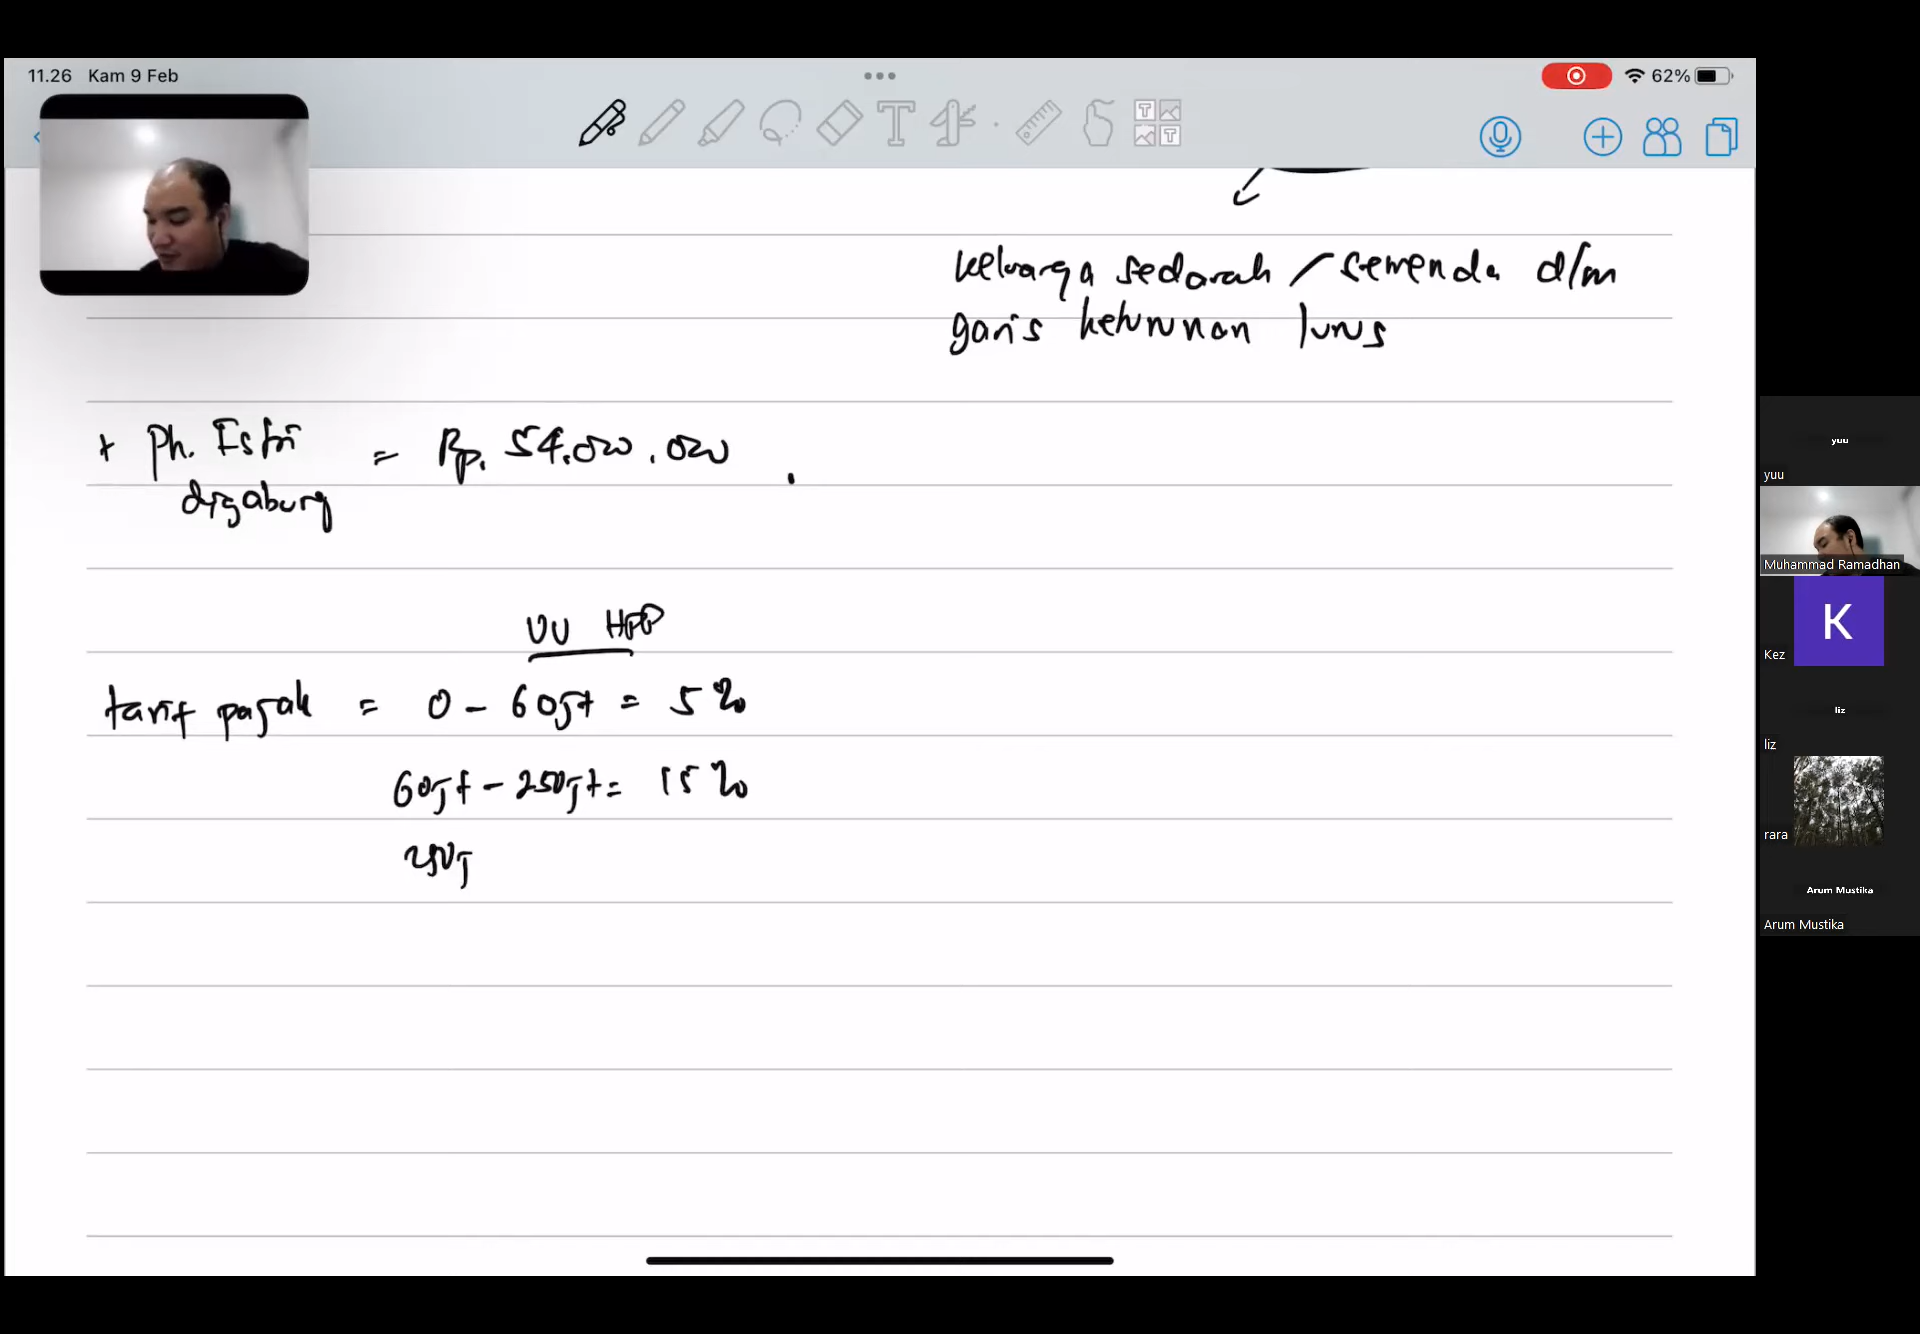 11.26 Kam 9 Feb
62%
keluarga sedarah / semenda d/m
garis keturunan lurus
+ Ph. Istri = Rp. 54.000.000 .
digabung
UU HPP
tarif pajak = 0 - 60jt = 5%
60jt - 250jt = 15%
250j
yuu
yuu
Muhammad Ramadhan
K
Kez
liz
liz
rara
Arum Mustika
Arum Mustika